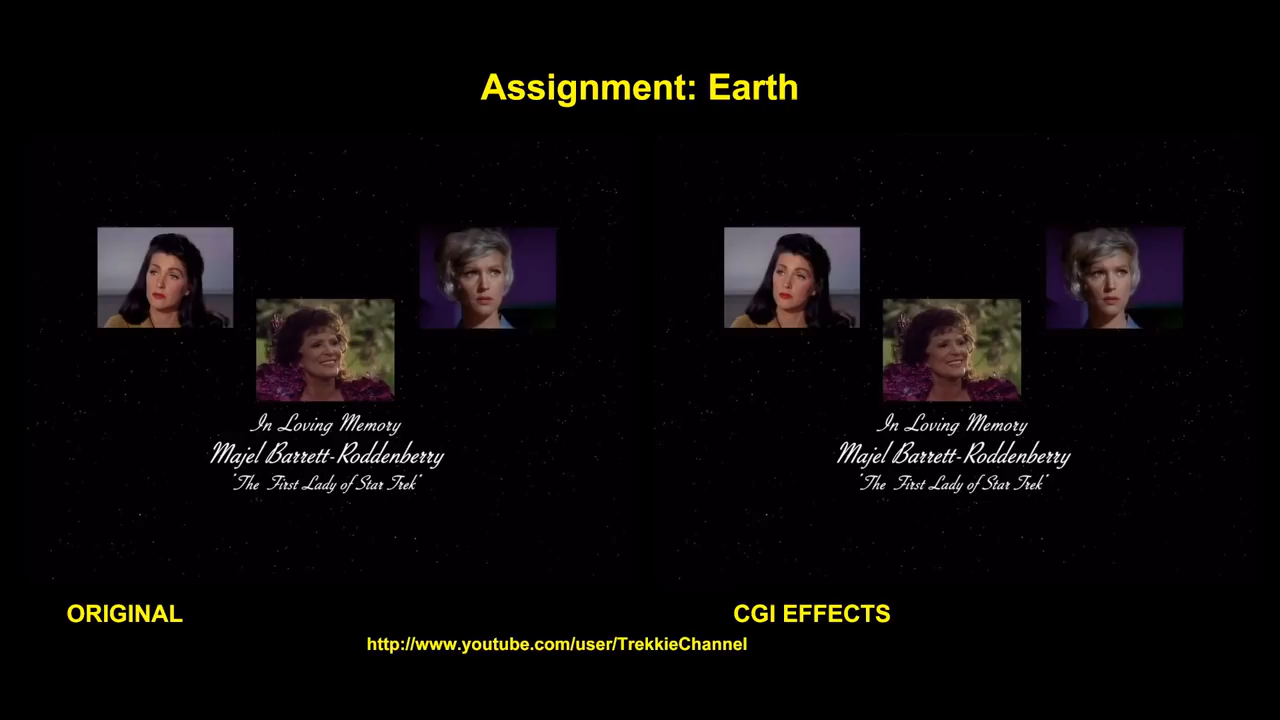 Assignment: Earth
In Loving Memory
Majel Barrett-Roddenberry
"The First Lady of Star Trek"
In Loving Memory
Majel Barrett-Roddenberry
"The First Lady of Star Trek"
ORIGINAL
CGI EFFECTS
http://www.youtube.com/user/TrekkieChannel